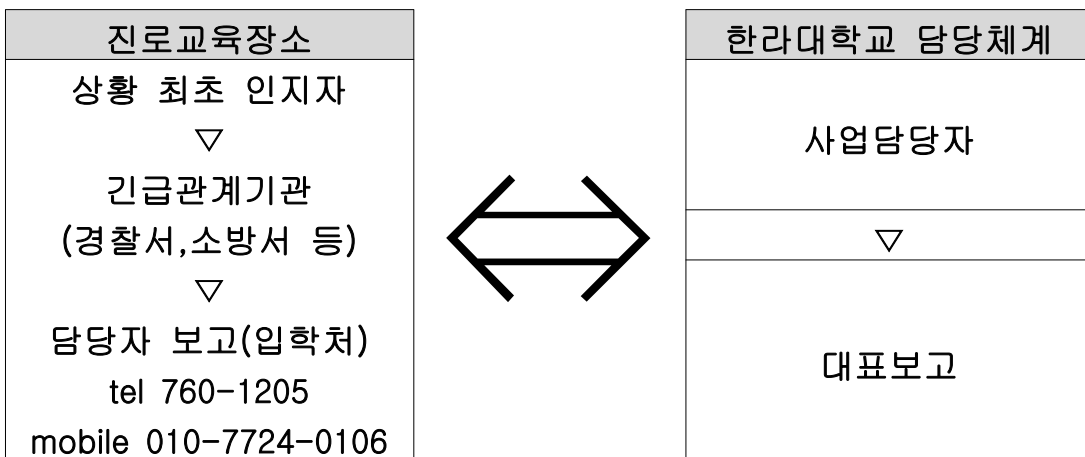 진로교육장소
상황 최초 인지자
▽
긴급관계기관
(경찰서,소방서 등)
▽
담당자 보고(입학처)
tel 760-1205
mobile 010-7724-0106
한라대학교 담당체계
사업담당자
▽
대표보고